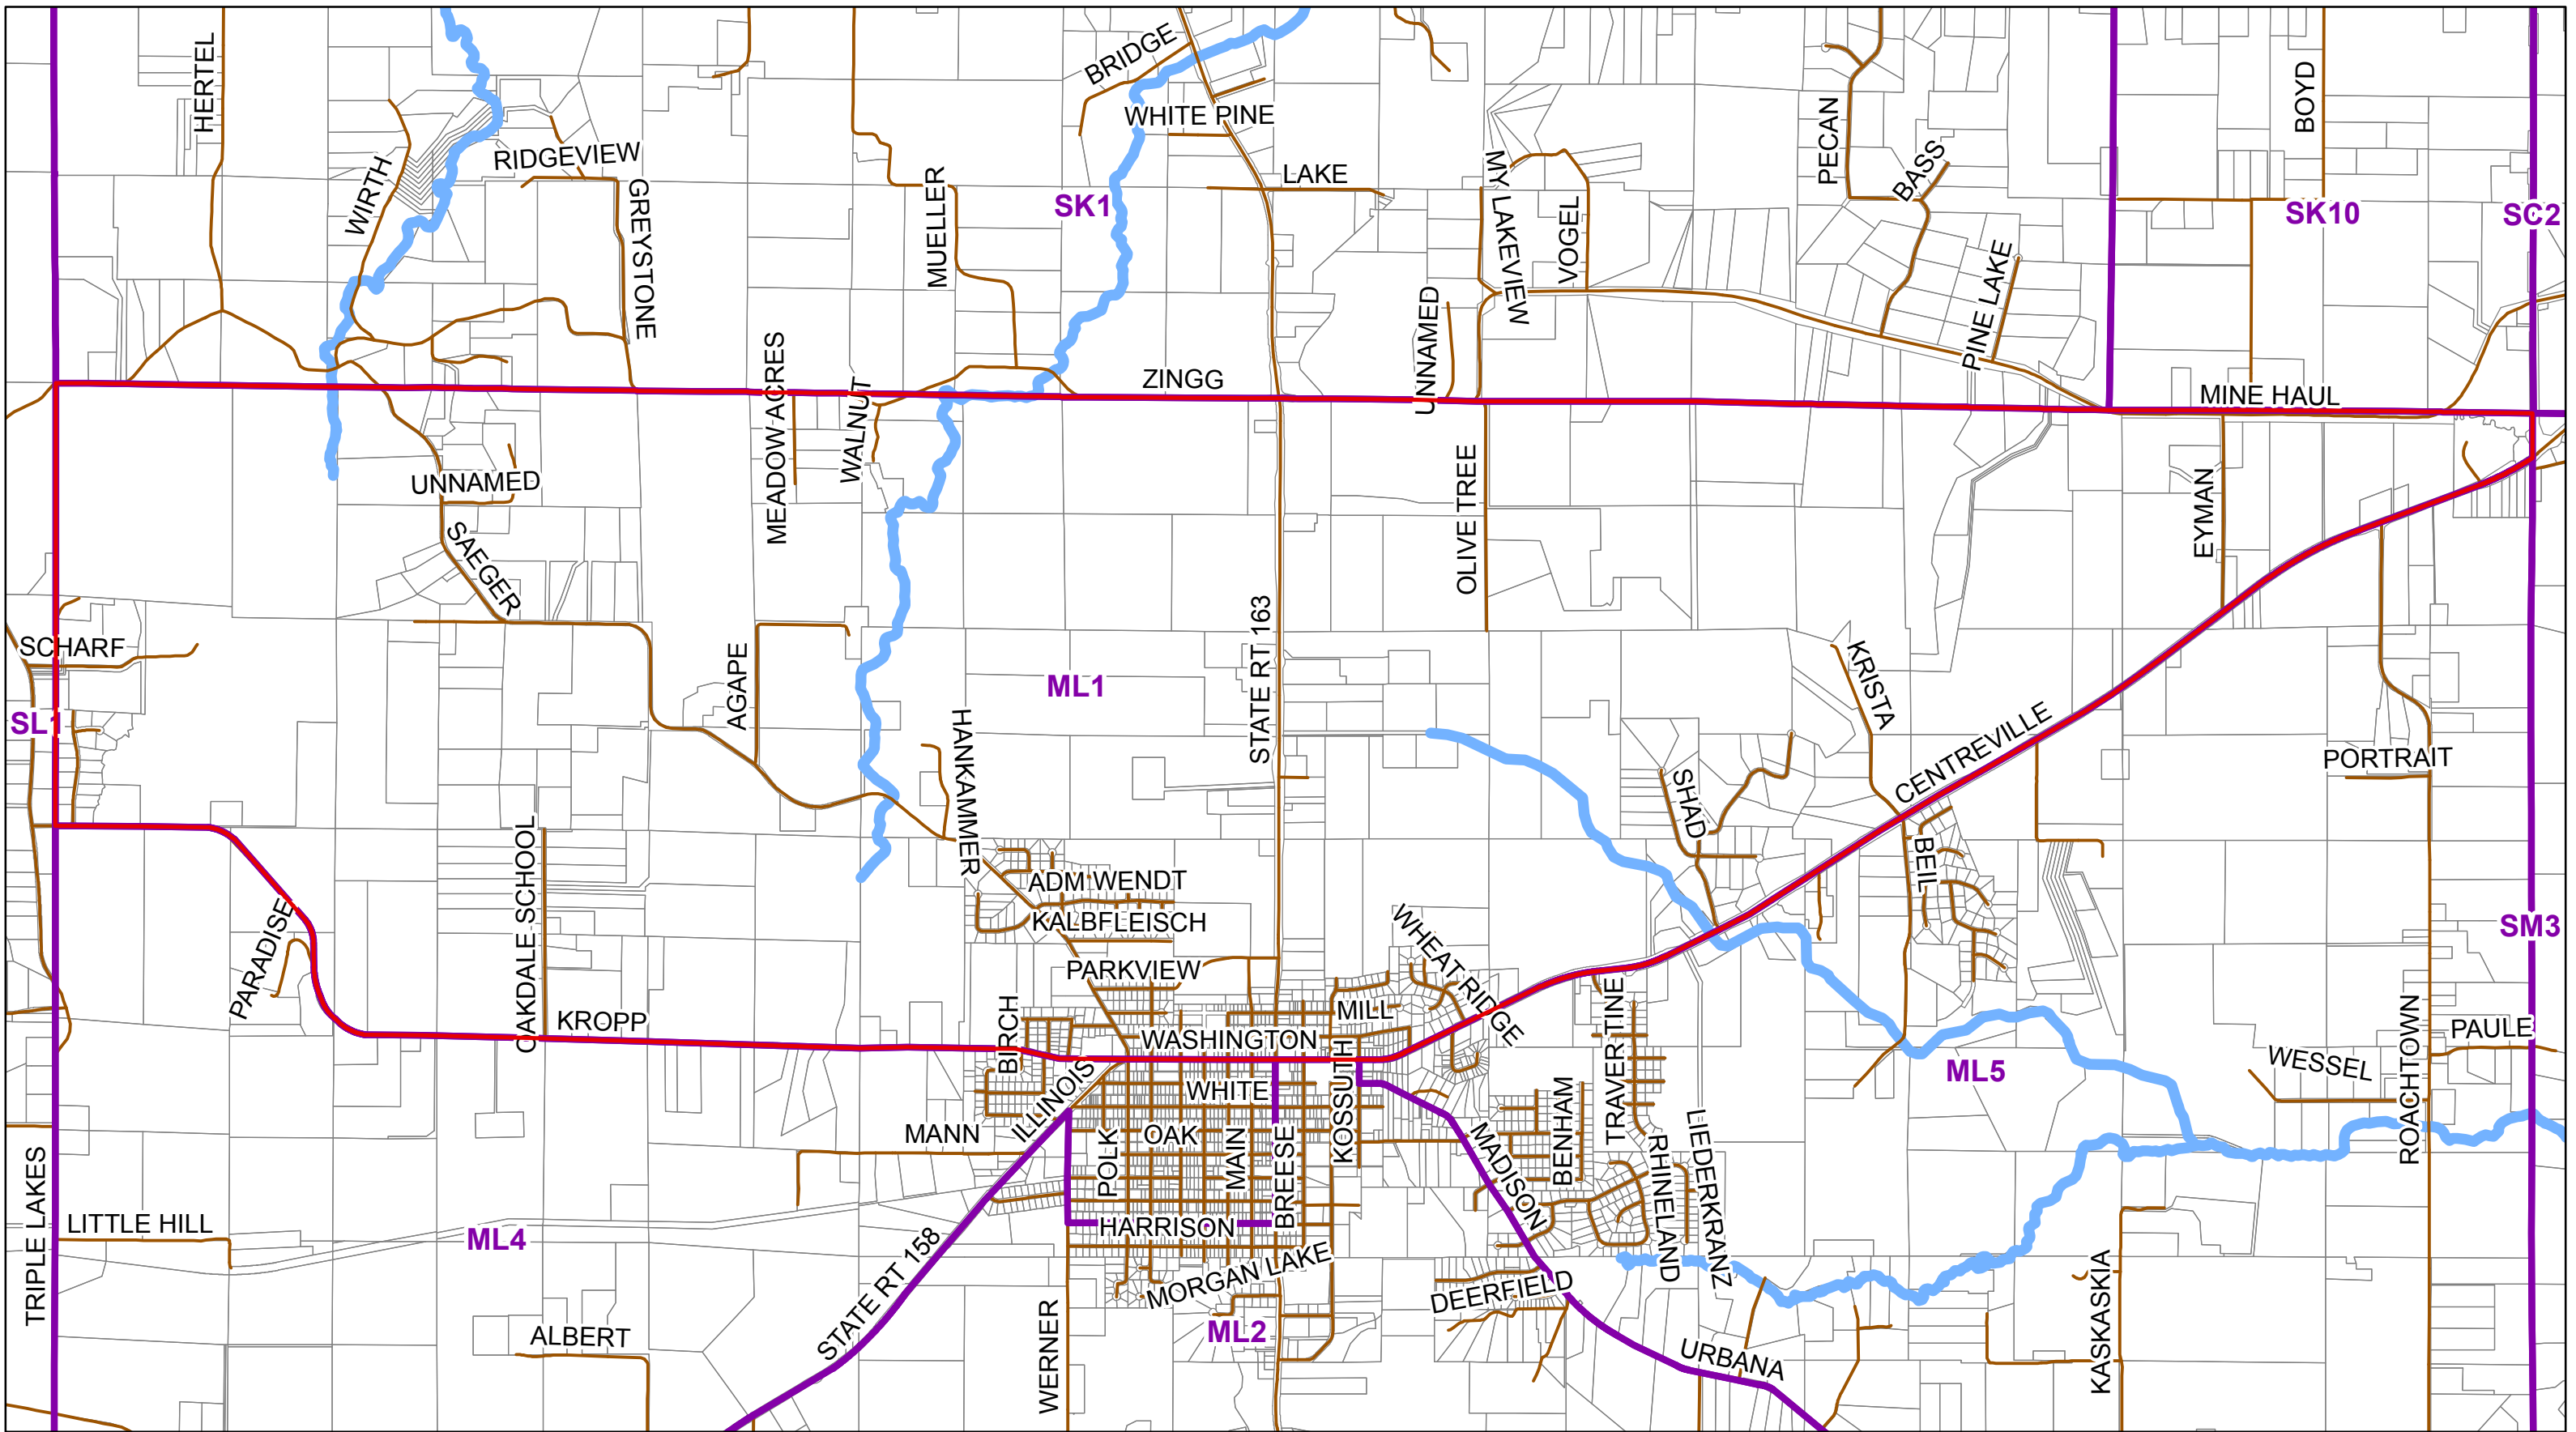 HERTEL
BRIDGE
WHITE PINE
BOYD
PECAN
BASS
RIDGEVIEW
WIRTH
GREYSTONE
MUELLER
SK1
LAKE
MY LAKEVIEW
VOGEL
SK10
SC2
PINE LAKE
UNNAMED
MEADOW ACRES
WALNUT
ZINGG
MINE HAUL
UNNAMED
SAEGER
OLIVE TREE
EYMAN
SCHARF
AGAPE
ML1
STATE RT 163
KRISTA
SL1
HANKAMMER
SHAD
CENTREVILLE
PORTRAIT
BEIL
OAKDALE SCHOOL
ADM WENDT
KALBFLEISCH
WHEAT RIDGE
SM3
PARADISE
PARKVIEW
KROPP
BIRCH
MILL
WASHINGTON
TRAVERTINE
ROACHTOWN
PAULE
WESSEL
ML5
ILLINOIS
WHITE
KOSSUTH
MANN
POLK
OAK
MAIN
BREESE
MADISON
BENHAM
RHINELAND
LIEDERKRANZ
TRIPLE LAKES
LITTLE HILL
ML4
HARRISON
STATE RT 158
MORGAN LAKE
DEERFIELD
KASKASKIA
ALBERT
WERNER
ML2
URBANA